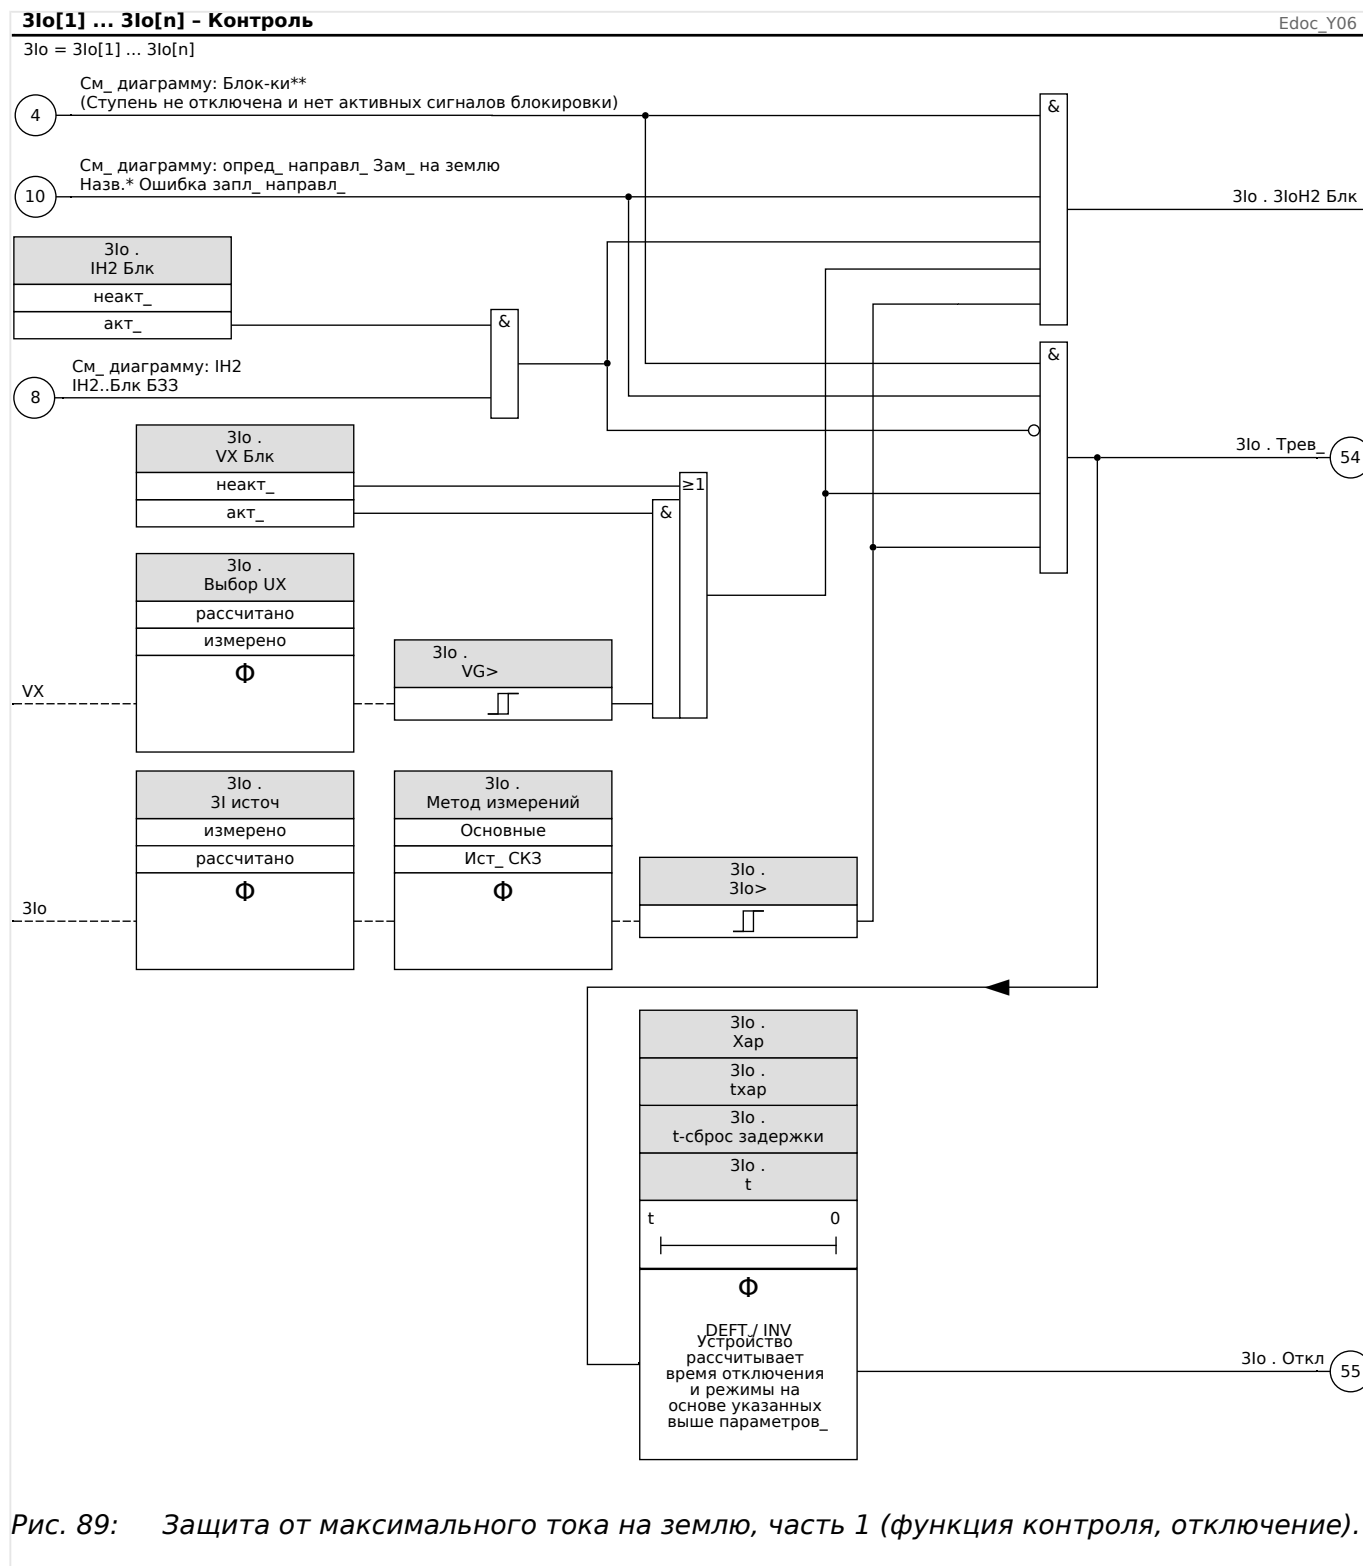 3Io[1] ... 3Io[n] – Контроль
Edoc_Y06
3Io = 3Io[1] ... 3Io[n]
См_ диаграмму: Блок-ки**
(Ступень не отключена и нет активных сигналов блокировки)
4
&
См_ диаграмму: опред_ направл_ Зам_ на землю
Назв.* Ошибка запл_ направл_
10
3Io . 3IoH2 Блк
3Io .
IH2 Блк
неакт_
акт_
&
См_ диаграмму: IH2
IH2..Блк БЗЗ
8
&
3Io .
VX Блк
неакт_
акт_
≥1
&
3Io . Трев_
54
3Io .
Выбор UX
рассчитано
измерено
Φ
VX
3Io .
VG>
3Io .
3I источ
измерено
рассчитано
Φ
3Io
3Io .
Метод измерений
Основные
Ист_ СКЗ
Φ
3Io .
3Io>
3Io .
Хар
3Io .
tхар
3Io .
t-сброс задержки
3Io .
t
t 0
Φ
DEFT / INV
Устройство
рассчитывает
время отключения
и режимы на
основе указанных
выше параметров_
3Io . Откл
55
Рис. 89: Защита от максимального тока на землю, часть 1 (функция контроля, отключение).